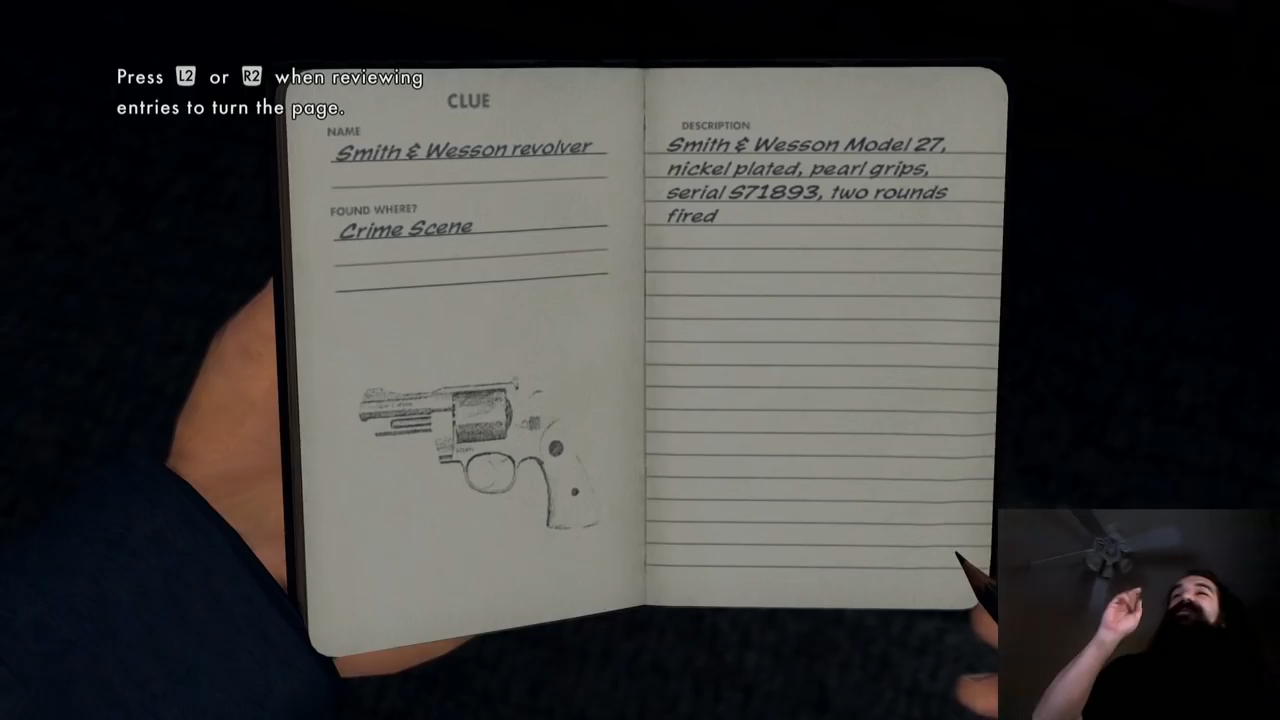 Press L2 or R2 when reviewing
entries to turn the page.
CLUE
NAME
Smith & Wesson revolver
FOUND WHERE?
Crime Scene
DESCRIPTION
Smith & Wesson Model 27,
nickel plated, pearl grips,
serial S71893, two rounds
fired